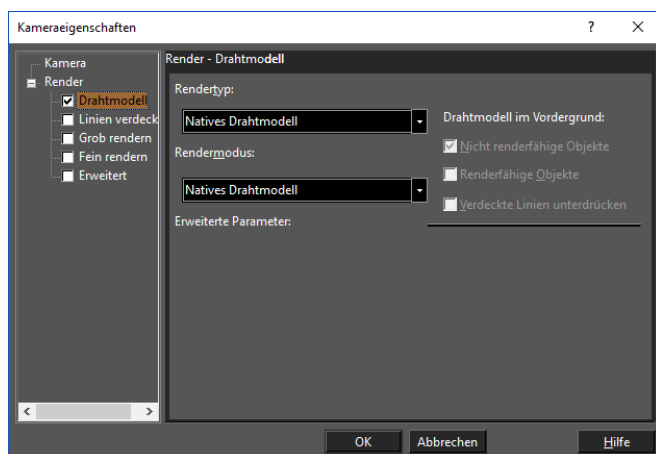 Kameraeigenschaften
?
Kamera
Render
Drahtmodell
Linien verdeck
Grob rendern
Fein rendern
Erweitert
Render - Drahtmodell
Rendertyp:
Natives Drahtmodell
Rendermodus:
Natives Drahtmodell
Erweiterte Parameter:
Drahtmodell im Vordergrund:
Nicht renderfähige Objekte
Renderfähige Objekte
Verdeckte Linien unterdrücken
OK
Abbrechen
Hilfe